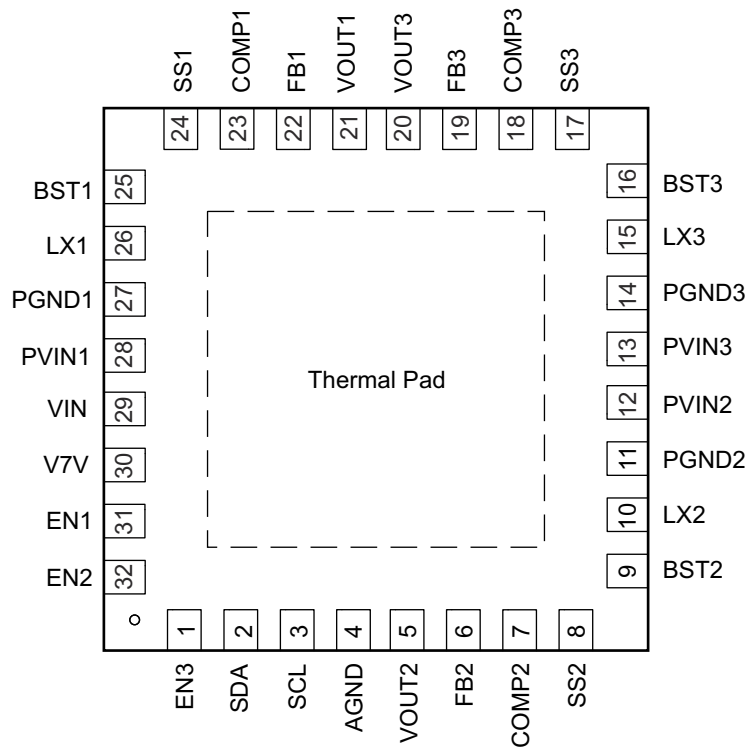 SS1
COMP1
FB1
VOUT1
VOUT3
FB3
COMP3
SS3
24
23
22
21
20
19
18
17
BST1
25
LX1
26
PGND1
27
PVIN1
28
VIN
29
V7V
30
EN1
31
EN2
32
Thermal Pad
16
BST3
15
LX3
14
PGND3
13
PVIN3
12
PVIN2
11
PGND2
10
LX2
9
BST2
1
2
3
4
5
6
7
8
EN3
SDA
SCL
AGND
VOUT2
FB2
COMP2
SS2